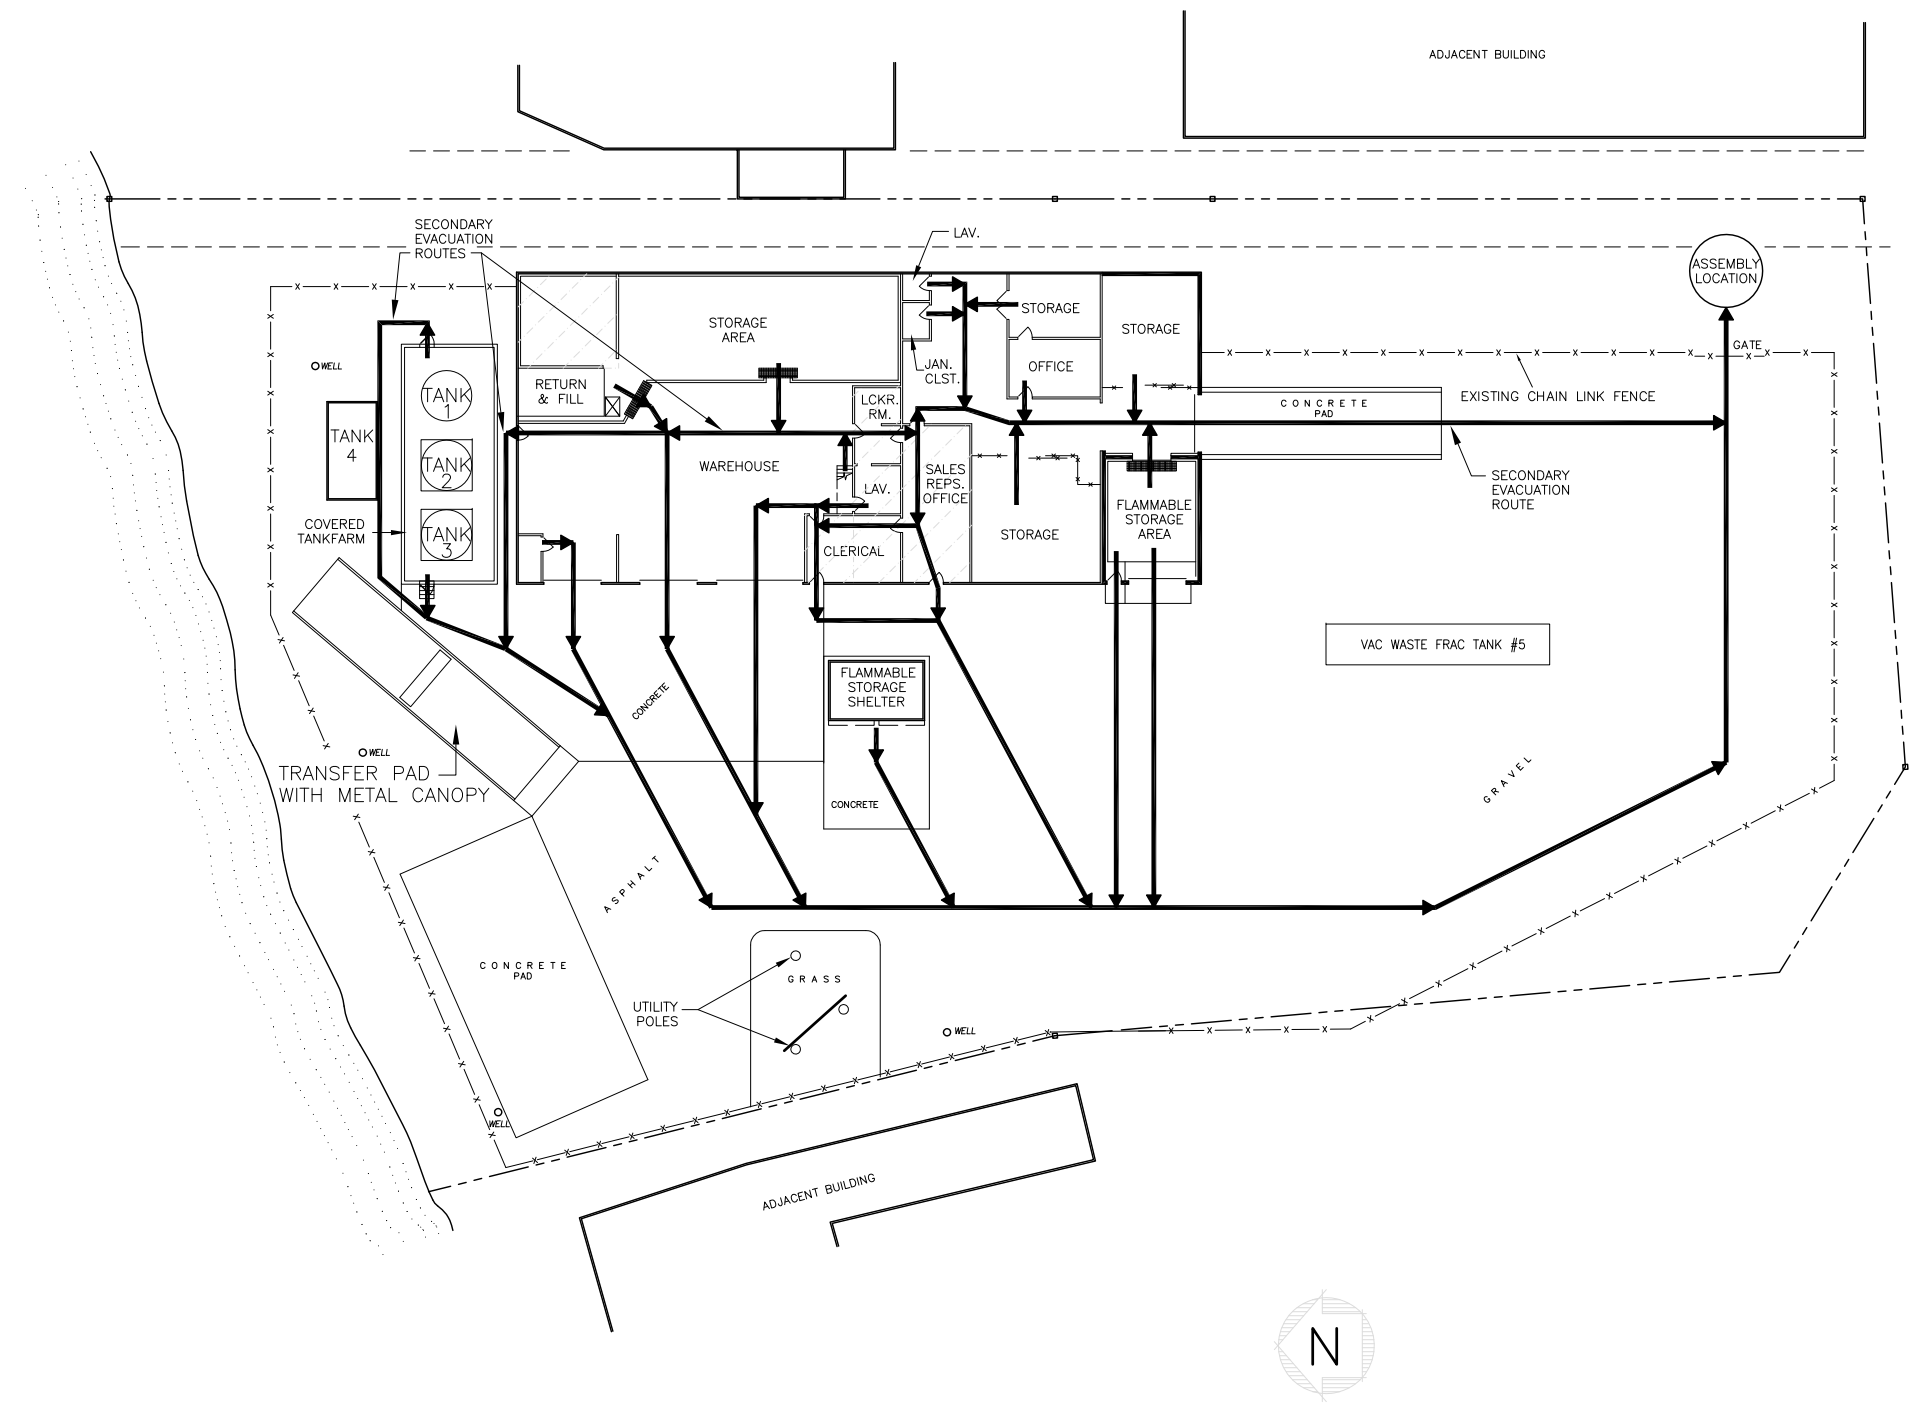 ADJACENT BUILDING
SECONDARY
EVACUATION
ROUTES
LAV.
ASSEMBLY
LOCATION
STORAGE
AREA
STORAGE
STORAGE
GATE
WELL
JAN.
CLST.
OFFICE
RETURN
& FILL
TANK
1
LCKR.
RM.
CONCRETE
PAD
EXISTING CHAIN LINK FENCE
TANK
4
TANK
2
WAREHOUSE
SALES
REPS.
OFFICE
LAV.
SECONDARY
EVACUATION
ROUTE
FLAMMABLE
STORAGE
AREA
COVERED
TANKFARM
TANK
3
CLERICAL
STORAGE
VAC WASTE FRAC TANK #5
FLAMMABLE
STORAGE
SHELTER
CONCRETE
WELL
TRANSFER PAD
WITH METAL CANOPY
GRAVEL
CONCRETE
ASPHALT
CONCRETE
PAD
GRASS
UTILITY
POLES
WELL
WELL
ADJACENT BUILDING
N